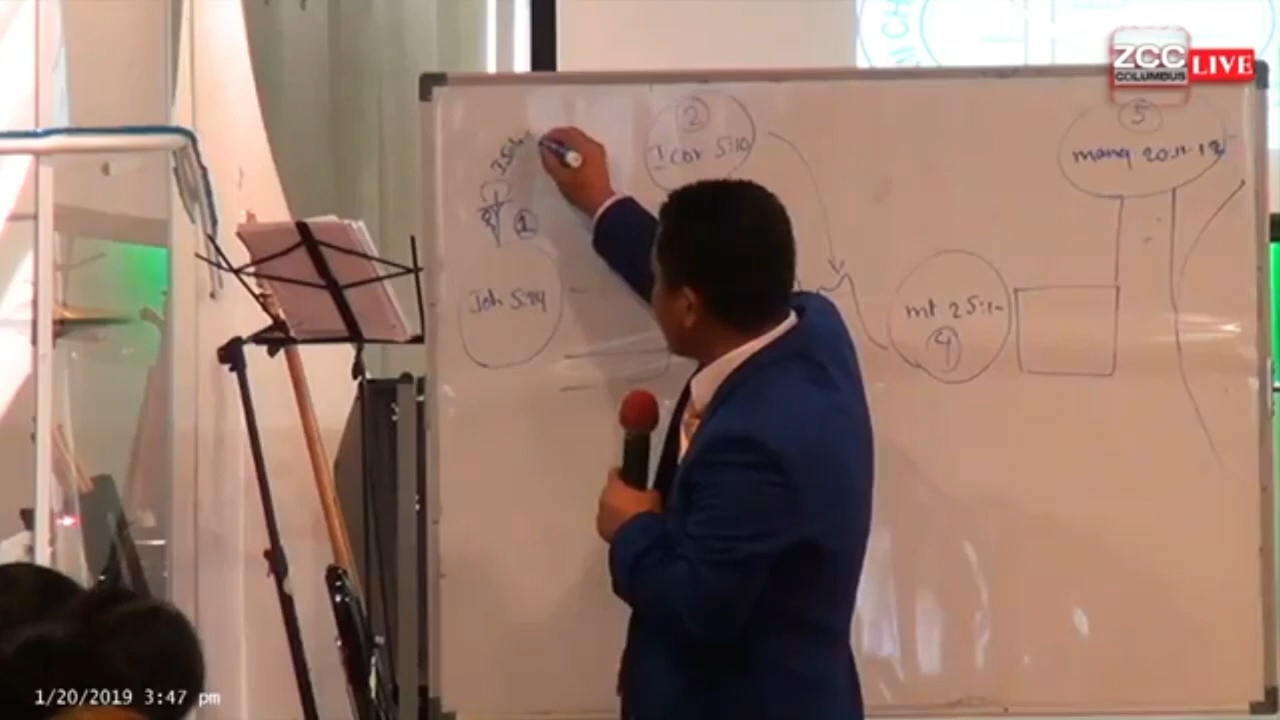 ZCC
COLUMBUS
LIVE
2
I cor 5:10
5
mang 20:11-12
1
Joh 5:24
mt 25:1-
4
1/20/2019 3:47 pm